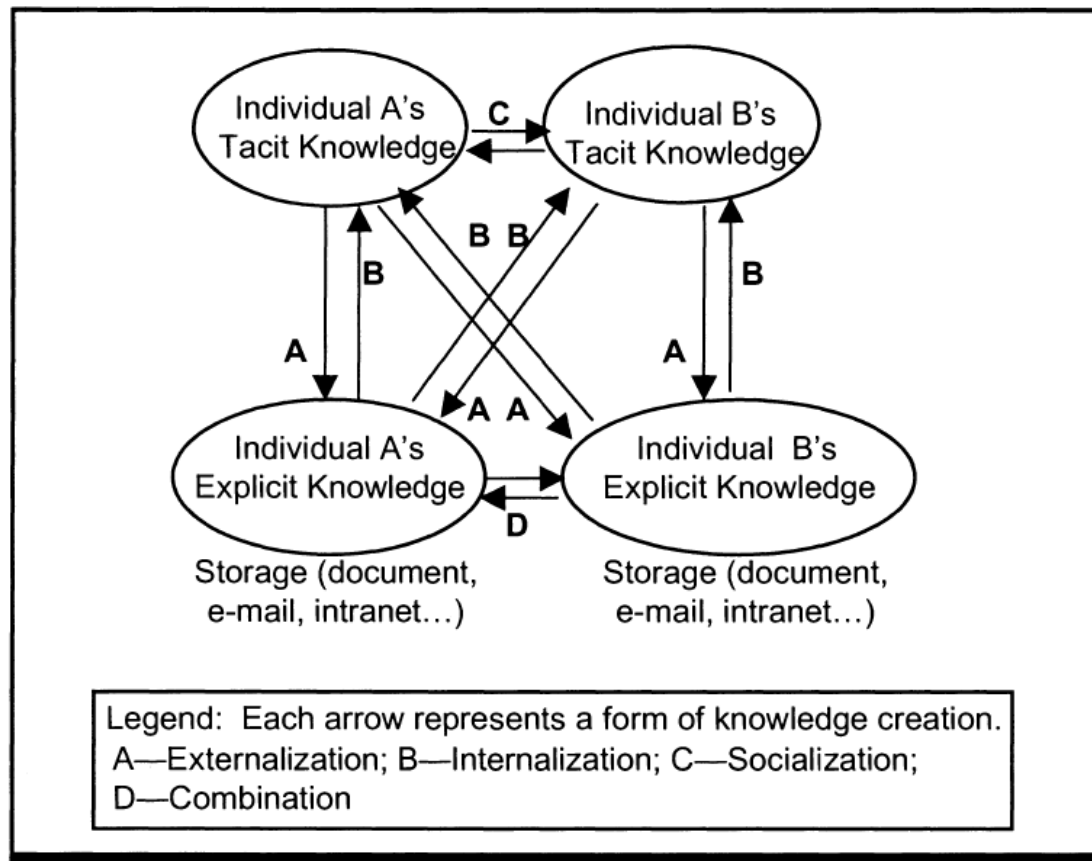 Individual A's
Tacit Knowledge
C
Individual B's
Tacit Knowledge
B B
B
B
A
A
A A
Individual A's
Explicit Knowledge
Individual B's
Explicit Knowledge
D
Storage (document,
e-mail, intranet…)
Storage (document,
e-mail, intranet…)
Legend: Each arrow represents a form of knowledge creation.
A—Externalization; B—Internalization; C—Socialization;
D—Combination